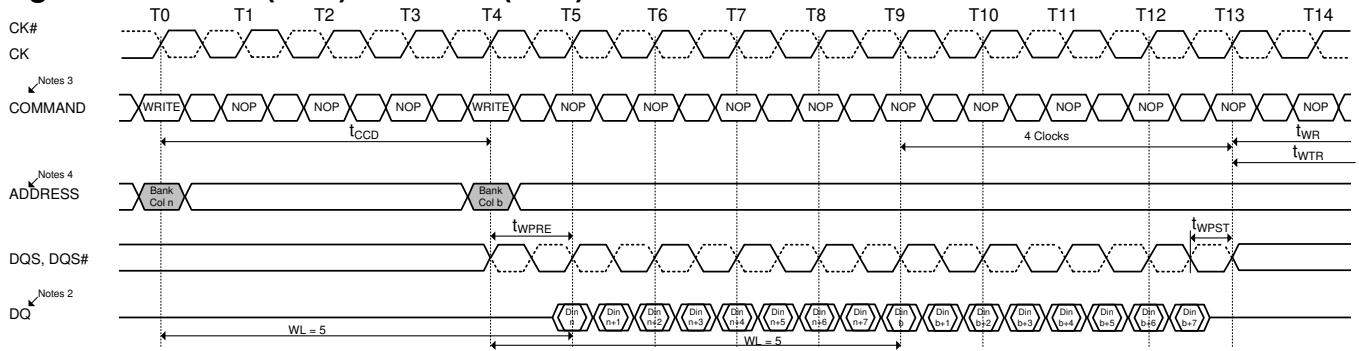 T0 T1 T2 T3 T4 T5 T6 T7 T8 T9 T10 T11 T12 T13 T14
CK#
CK
Notes 3
COMMAND WRITE NOP NOP NOP WRITE NOP NOP NOP NOP NOP NOP NOP NOP NOP NOP
tCCD 4 Clocks tWR
tWTR
Notes 4
ADDRESS Bank Col n Bank Col b
tWPRE tWPST
DQS, DQS#
Notes 2
DQ Din n Din n+1 Din n+2 Din n+3 Din n+4 Din n+5 Din n+6 Din n+7 Din b Din b+1 Din b+2 Din b+3 Din b+4 Din b+5 Din b+6 Din b+7
WL = 5 WL = 5